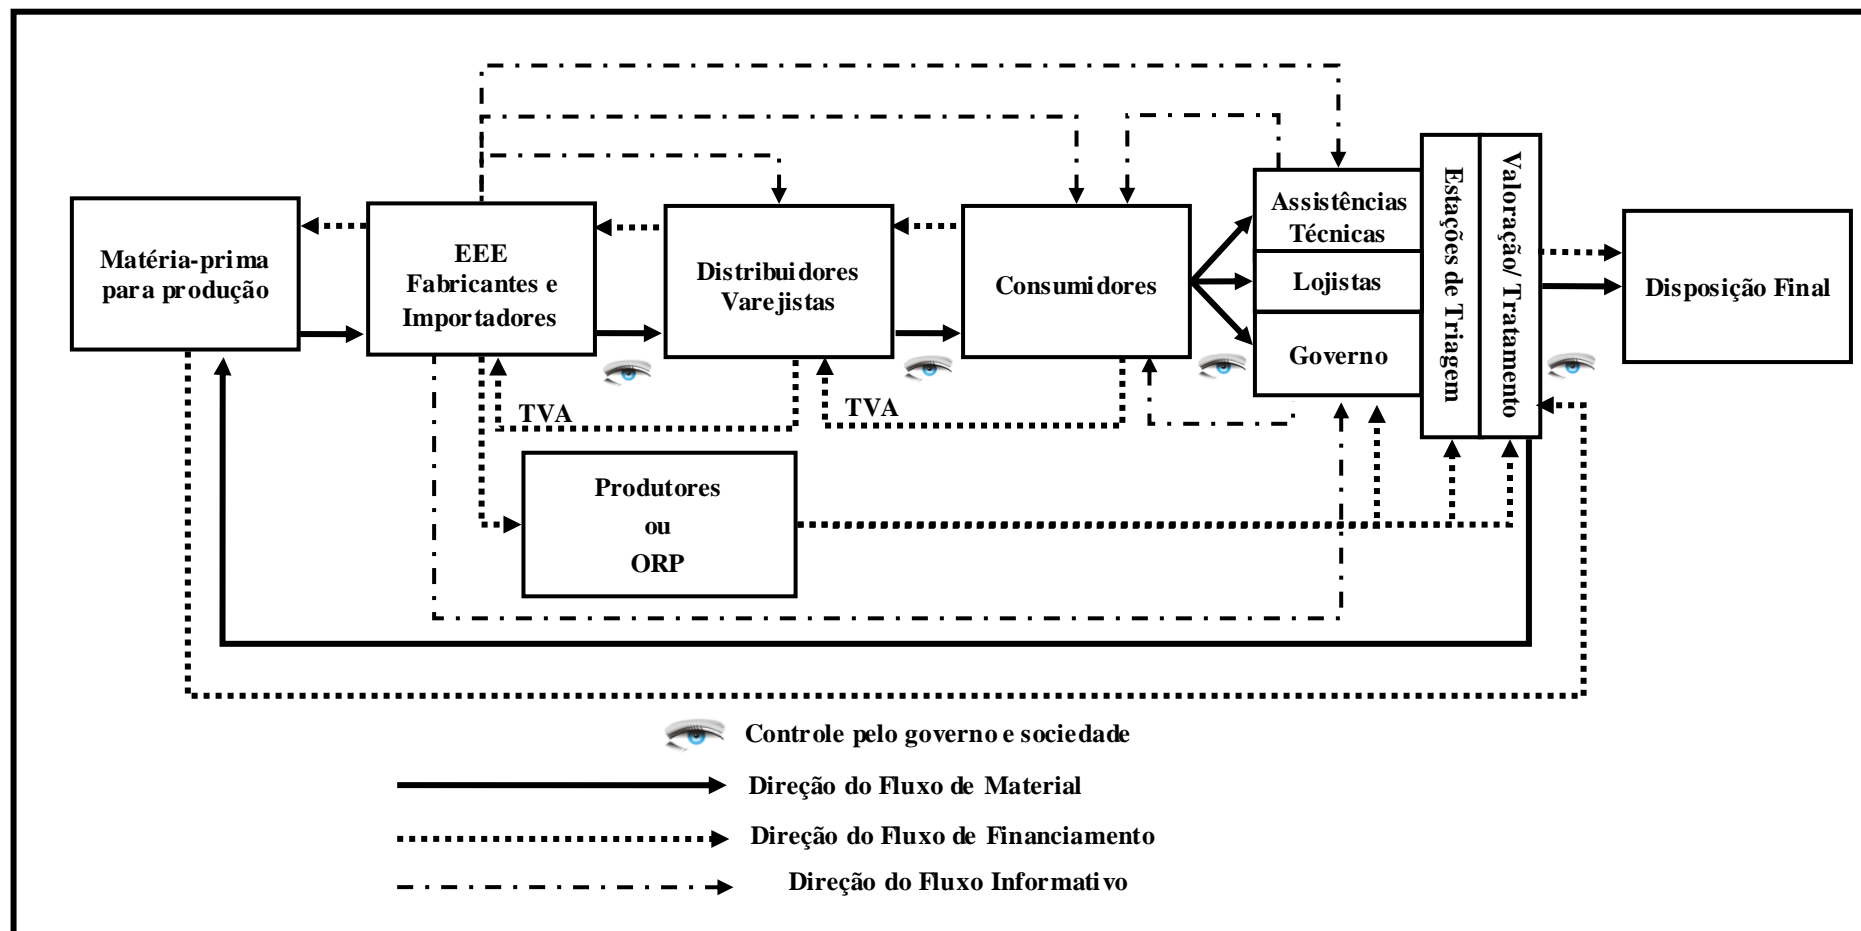 Matéria-prima
para produção
EEE
Fabricantes e
Importadores
Distribuidores
Varejistas
Consumidores
Assistências
Técnicas
Lojistas
Governo
Estações de Triagem
Valoração/ Tratamento
Disposição Final
TVA
TVA
Produtores
ou
ORP
Controle pelo governo e sociedade
Direção do Fluxo de Material
Direção do Fluxo de Financiamento
Direção do Fluxo Informativo